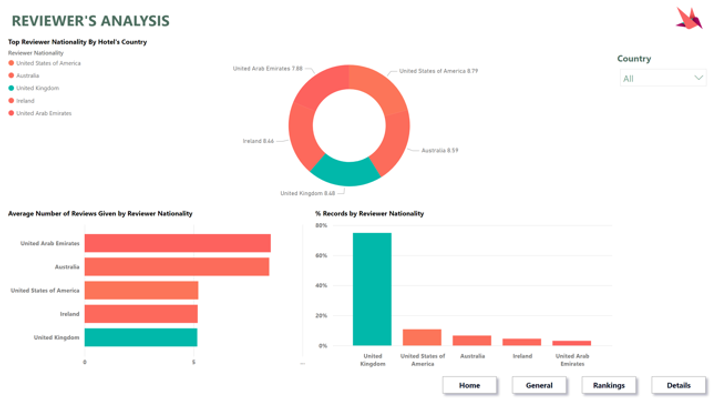 REVIEWER'S ANALYSIS
Top Reviewer Nationality By Hotel's Country
Reviewer Nationality
United States of America
Australia
United Kingdom
Ireland
United Arab Emirates
United Arab Emirates 7.88
United States of America 8.79
Ireland 8.44
Australia 8.59
United Kingdom 8.48
Country
All
Average Number of Reviews Given by Reviewer Nationality
United Arab Emirates
Australia
United States of America
Ireland
United Kingdom
0 5
% Records by Reviewer Nationality
80%
60%
40%
20%
0%
United Kingdom
United States of America
Australia
Ireland
United Arab Emirates
Home General Rankings Details